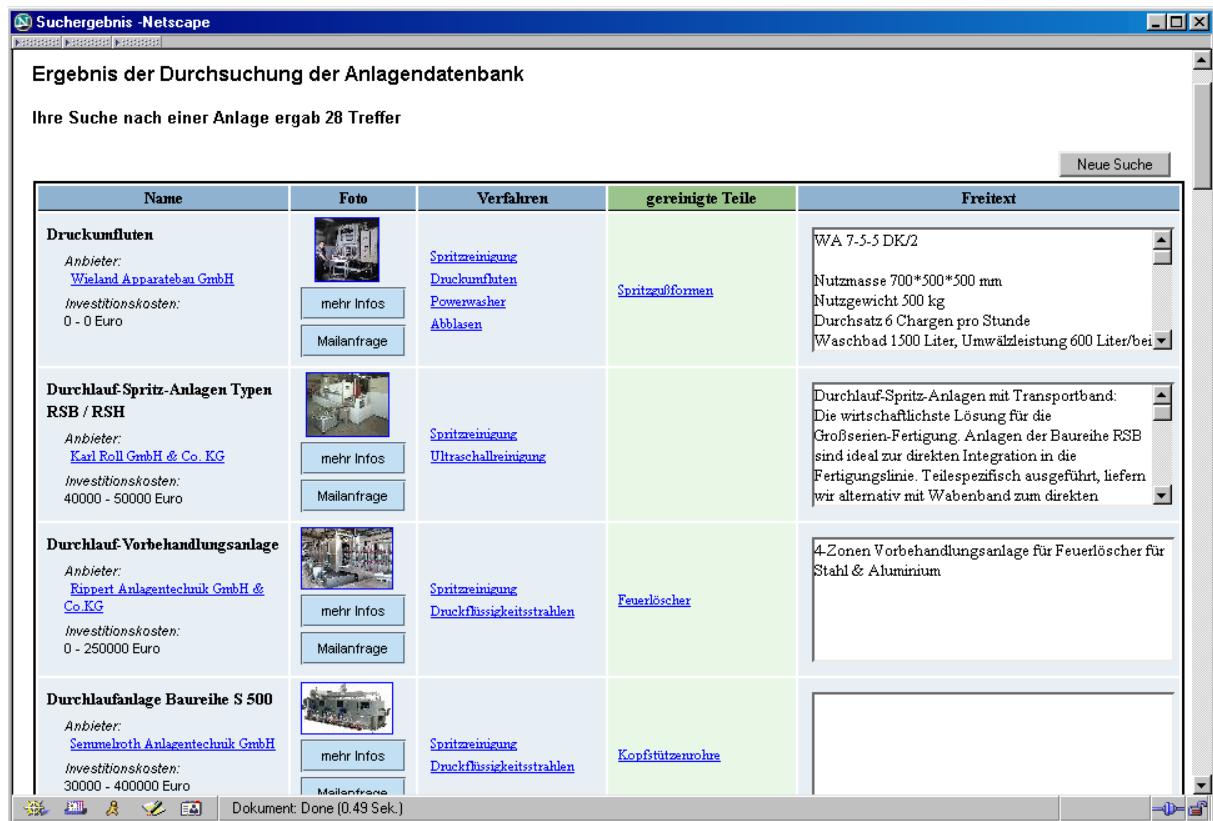 Suchergebnis -Netscape
Ergebnis der Durchsuchung der Anlagendatenbank
Ihre Suche nach einer Anlage ergab 28 Treffer
Neue Suche
Name Foto Verfahren gereinigte Teile Freitext
Druckumfluten
Anbieter:
Wieland Apparatebau GmbH
Investitionskosten:
0 - 0 Euro
mehr Infos
Mailanfrage
Spritzreinigung
Druckumfluten
Powerwasher
Abblasen
Spritzgußformen
WA 7-5-5 DK/2
Nutzmasse 700*500*500 mm
Nutzgewicht 500 kg
Durchsatz 6 Chargen pro Stunde
Waschbad 1500 Liter, Umwälzleistung 600 Liter/bei
Durchlauf-Spritz-Anlagen Typen
RSB / RSH
Anbieter:
Karl Roll GmbH & Co. KG
Investitionskosten:
40000 - 50000 Euro
mehr Infos
Mailanfrage
Spritzreinigung
Ultraschallreinigung
Durchlauf-Spritz-Anlagen mit Transportband:
Die wirtschaftlichste Lösung für die
Großserien-Fertigung. Anlagen der Baureihe RSB
sind ideal zur direkten Integration in die
Fertigungslinie. Teilespezifisch ausgeführt, liefern
wir alternativ mit Wabenband zum direkten
Durchlauf-Vorbehandlungsanlage
Anbieter:
Rippert Anlagentechnik GmbH &
Co.KG
Investitionskosten:
0 - 250000 Euro
mehr Infos
Mailanfrage
Spritzreinigung
Druckflüssigkeitsstrahlen
Feuerlöscher
4-Zonen Vorbehandlungsanlage für Feuerlöscher für
Stahl & Aluminium
Durchlaufanlage Baureihe S 500
Anbieter:
Semmelroth Anlagentechnik GmbH
Investitionskosten:
30000 - 400000 Euro
mehr Infos
Mailanfrage
Spritzreinigung
Druckflüssigkeitsstrahlen
Kopfstützenrohre
Dokument: Done (0.49 Sek.)